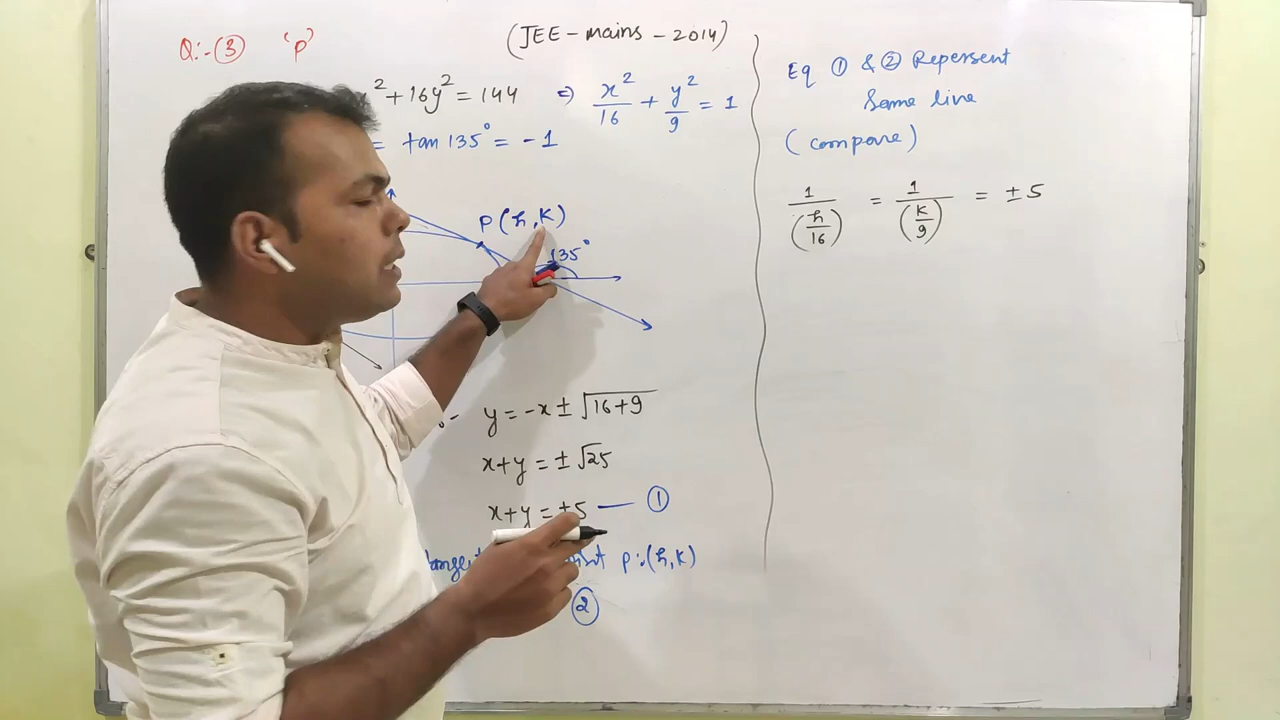 Q:-(3) 'P' (JEE-mains-2014)
x²+16y²=144 ⇒ x²/16 + y²/9 = 1
= tan 135° = -1
P(h,k)
135°
y = -x ± √16+9
x+y = ± √25
x+y = ±5 — (1)
P:(h,k)
(2)
Eq (1) & (2) Repersent
Same line
(compare)
1/(h/16) = 1/(k/9) = ±5